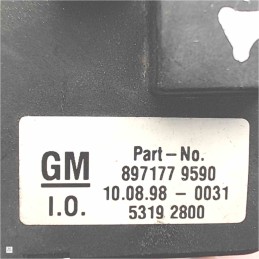 GM
I.O.
Part-No.
897177 9590
10.08.98 - 0031
5319 2800